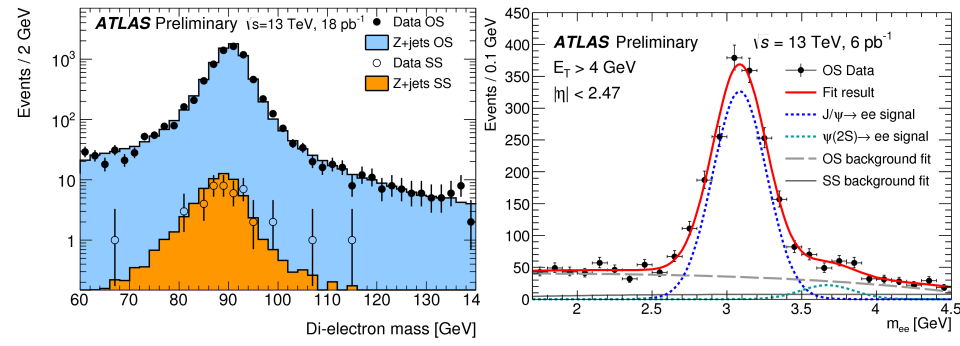 ATLAS Preliminary √s=13 TeV, 18 pb⁻¹
Data OS
Z+jets OS
Data SS
Z+jets SS
Events / 2 GeV
10³
10²
10
1
60 70 80 90 100 110 120 130 140
Di-electron mass [GeV]
ATLAS Preliminary √s = 13 TeV, 6 pb⁻¹
E_T > 4 GeV
|η| < 2.47
OS Data
Fit result
J/ψ→ ee signal
ψ(2S)→ ee signal
OS background fit
SS background fit
Events / 0.1 GeV
450
400
350
300
250
200
150
100
50
0
2 2.5 3 3.5 4 4.5
m_ee [GeV]